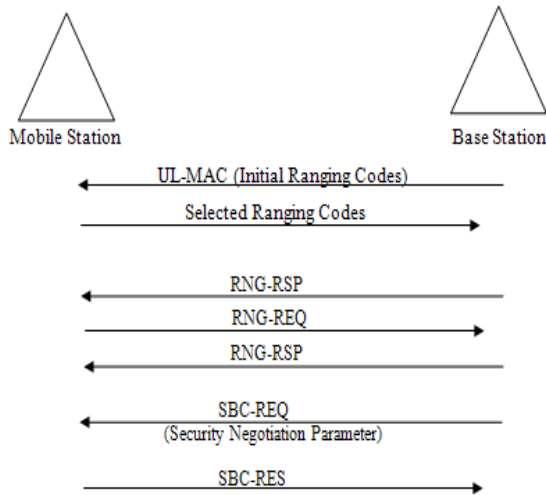 Mobile Station
Base Station
UL-MAC (Initial Ranging Codes)
Selected Ranging Codes
RNG-RSP
RNG-REQ
RNG-RSP
SBC-REQ
(Security Negotiation Parameter)
SBC-RES